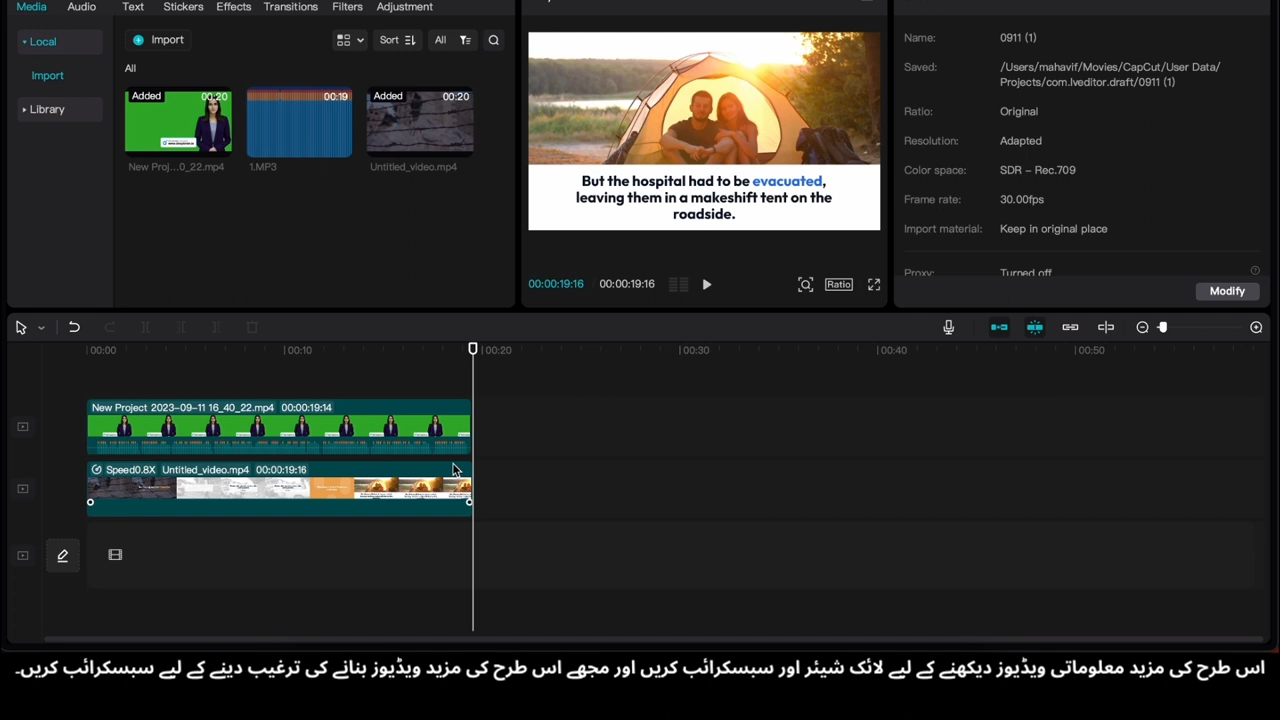 Media Audio Text Stickers Effects Transitions Filters Adjustment
Local
Import
Library
Import
Sort
All
All
Added 00:20
00:19
Added 00:20
New Proj...0_22.mp4
1.MP3
Untitled_video.mp4
But the hospital had to be evacuated,
leaving them in a makeshift tent on the
roadside.
00:00:19:16 00:00:19:16
Ratio
Name: 0911 (1)
Saved: /Users/mahavif/Movies/CapCut/User Data/
Projects/com.lveditor.draft/0911 (1)
Ratio: Original
Resolution: Adapted
Color space: SDR – Rec.709
Frame rate: 30.00fps
Import material: Keep in original place
Proxy: Turned off
Modify
00:00 00:10 00:20 00:30 00:40 00:50
New Project 2023-09-11 16_40_22.mp4 00:00:19:14
Speed0.8X Untitled_video.mp4 00:00:19:16
اس طرح کی مزید معلوماتی ویڈیوز دیکھنے کے لیے لائک شیئر اور سبسکرائب کریں اور مجھے اس طرح کی مزید ویڈیوز بنانے کی ترغیب دینے کے لیے سبسکرائب کریں۔